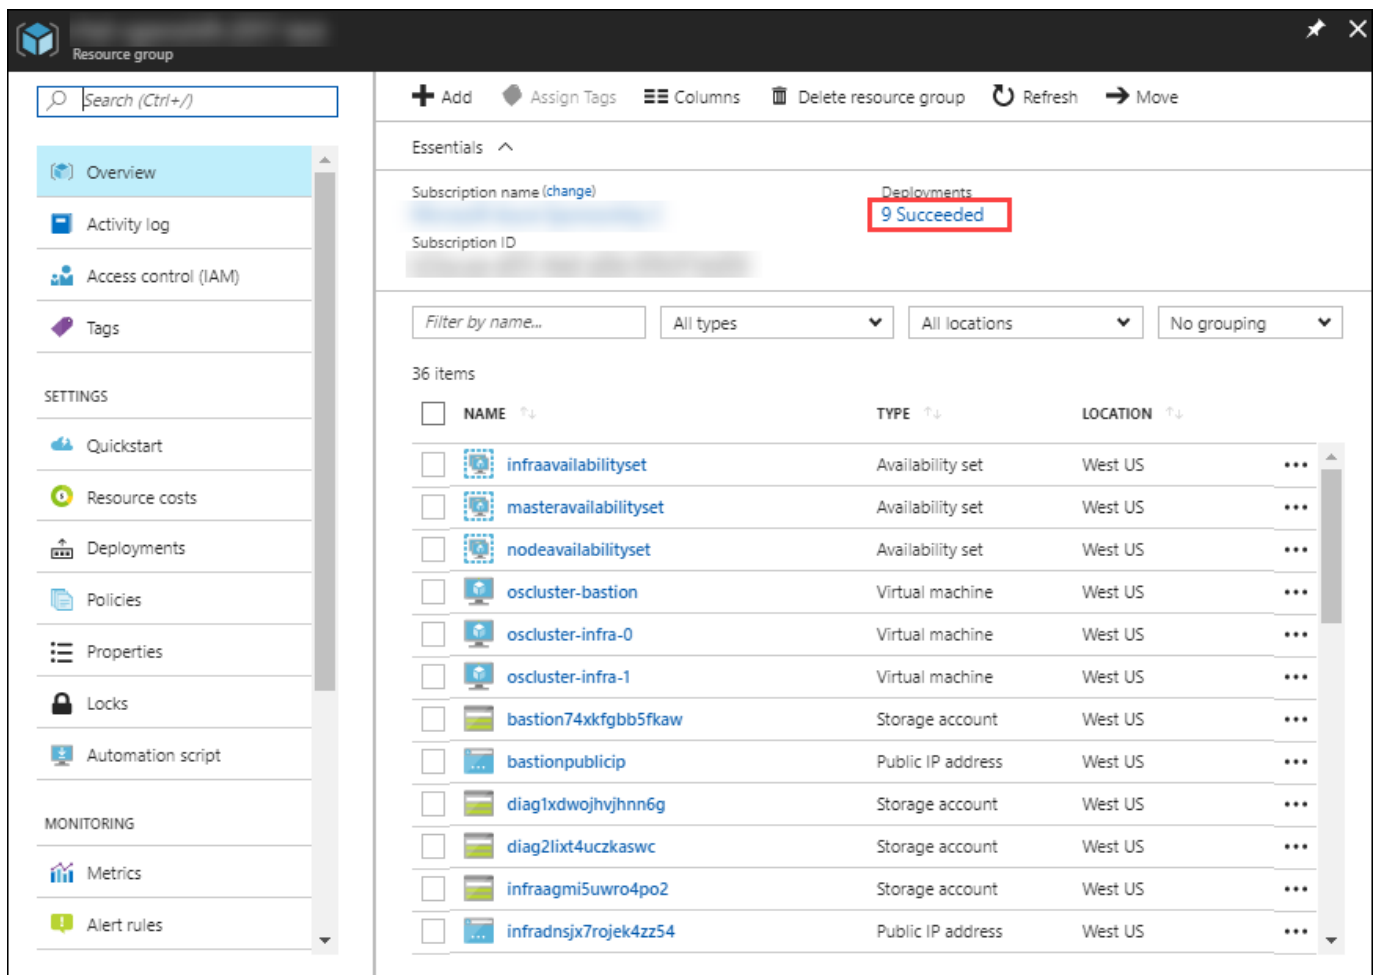 Resource group
Search (Ctrl+/)
Overview
Activity log
Access control (IAM)
Tags
SETTINGS
Quickstart
Resource costs
Deployments
Policies
Properties
Locks
Automation script
MONITORING
Metrics
Alert rules
Add Assign Tags Columns Delete resource group Refresh Move
Essentials
Subscription name (change) Deployments
9 Succeeded
Subscription ID
Filter by name... All types All locations No grouping
36 items
NAME TYPE LOCATION
infraavailabilityset Availability set West US
masteravailabilityset Availability set West US
nodeavailabilityset Availability set West US
oscluster-bastion Virtual machine West US
oscluster-infra-0 Virtual machine West US
oscluster-infra-1 Virtual machine West US
bastion74xkfgbb5fkaw Storage account West US
bastionpublicip Public IP address West US
diag1xdwojhvjhnn6g Storage account West US
diag2lixt4uczkaswc Storage account West US
infraagmi5uwro4po2 Storage account West US
infradnsjx7rojek4zz54 Public IP address West US